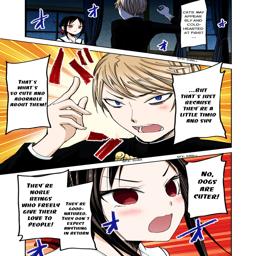 CATS MAY
APPEAR
SLY AND
COLD-
HEARTED
AT FIRST
...BUT
THAT'S JUST
BECAUSE
THEY'RE A
LITTLE TIMID
AND SHY
THAT'S
WHAT'S
SO CUTE AND
ADORABLE
ABOUT THEM!
NO,
DOGS
ARE
CUTER!
THEY'RE
GOOD-
NATURED.
THEY DON'T
EXPECT
ANYTHING
IN RETURN
THEY'RE
NOBLE
BEINGS
WHO FREELY
GIVE THEIR
LOVE TO
PEOPLE!